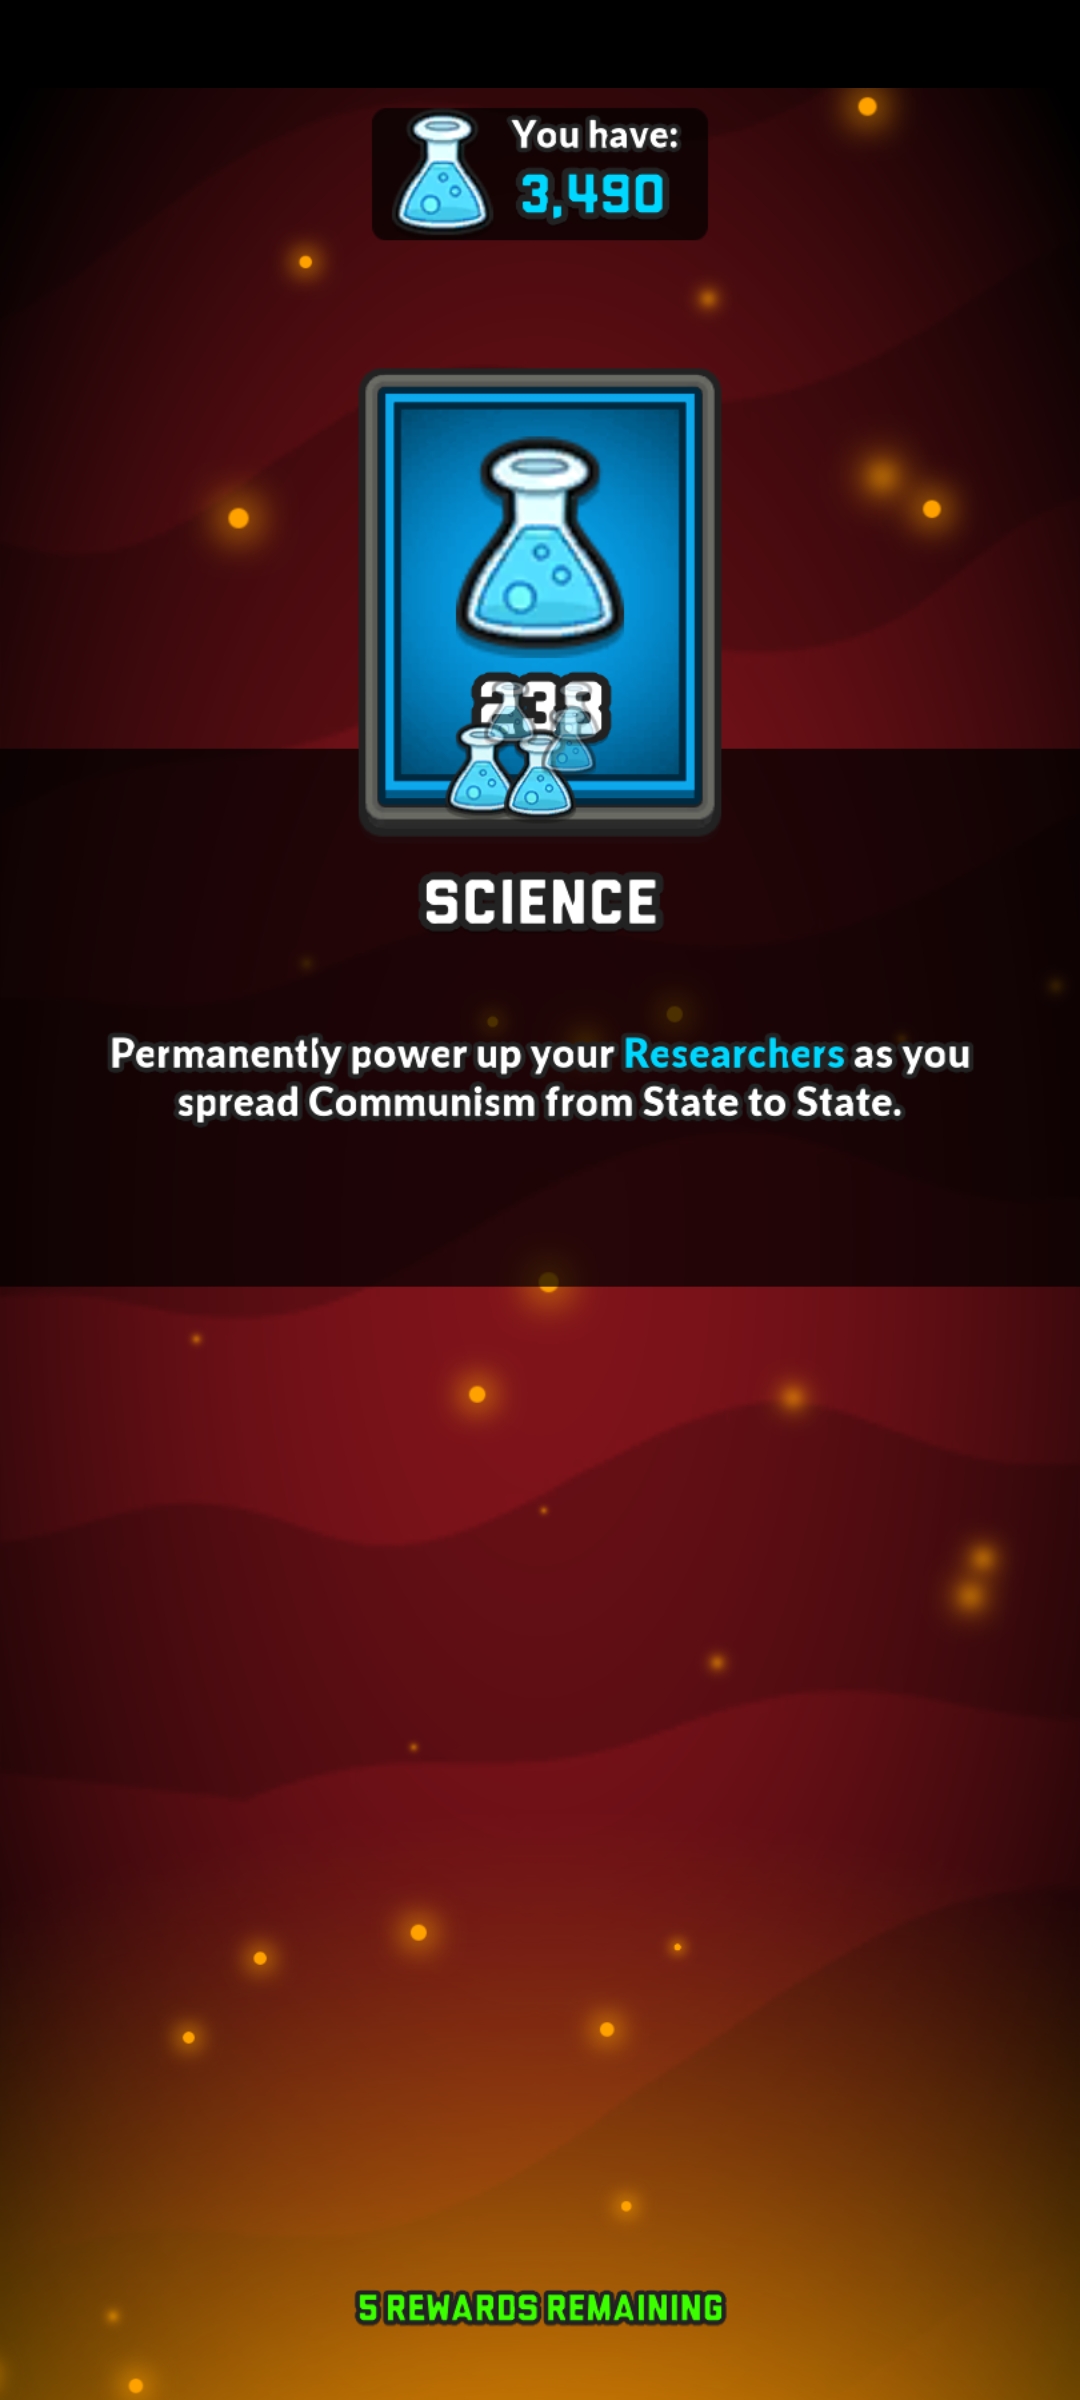 You have:
3,490
SCIENCE
Permanently power up your Researchers as you
spread Communism from State to State.
5 REWARDS REMAINING